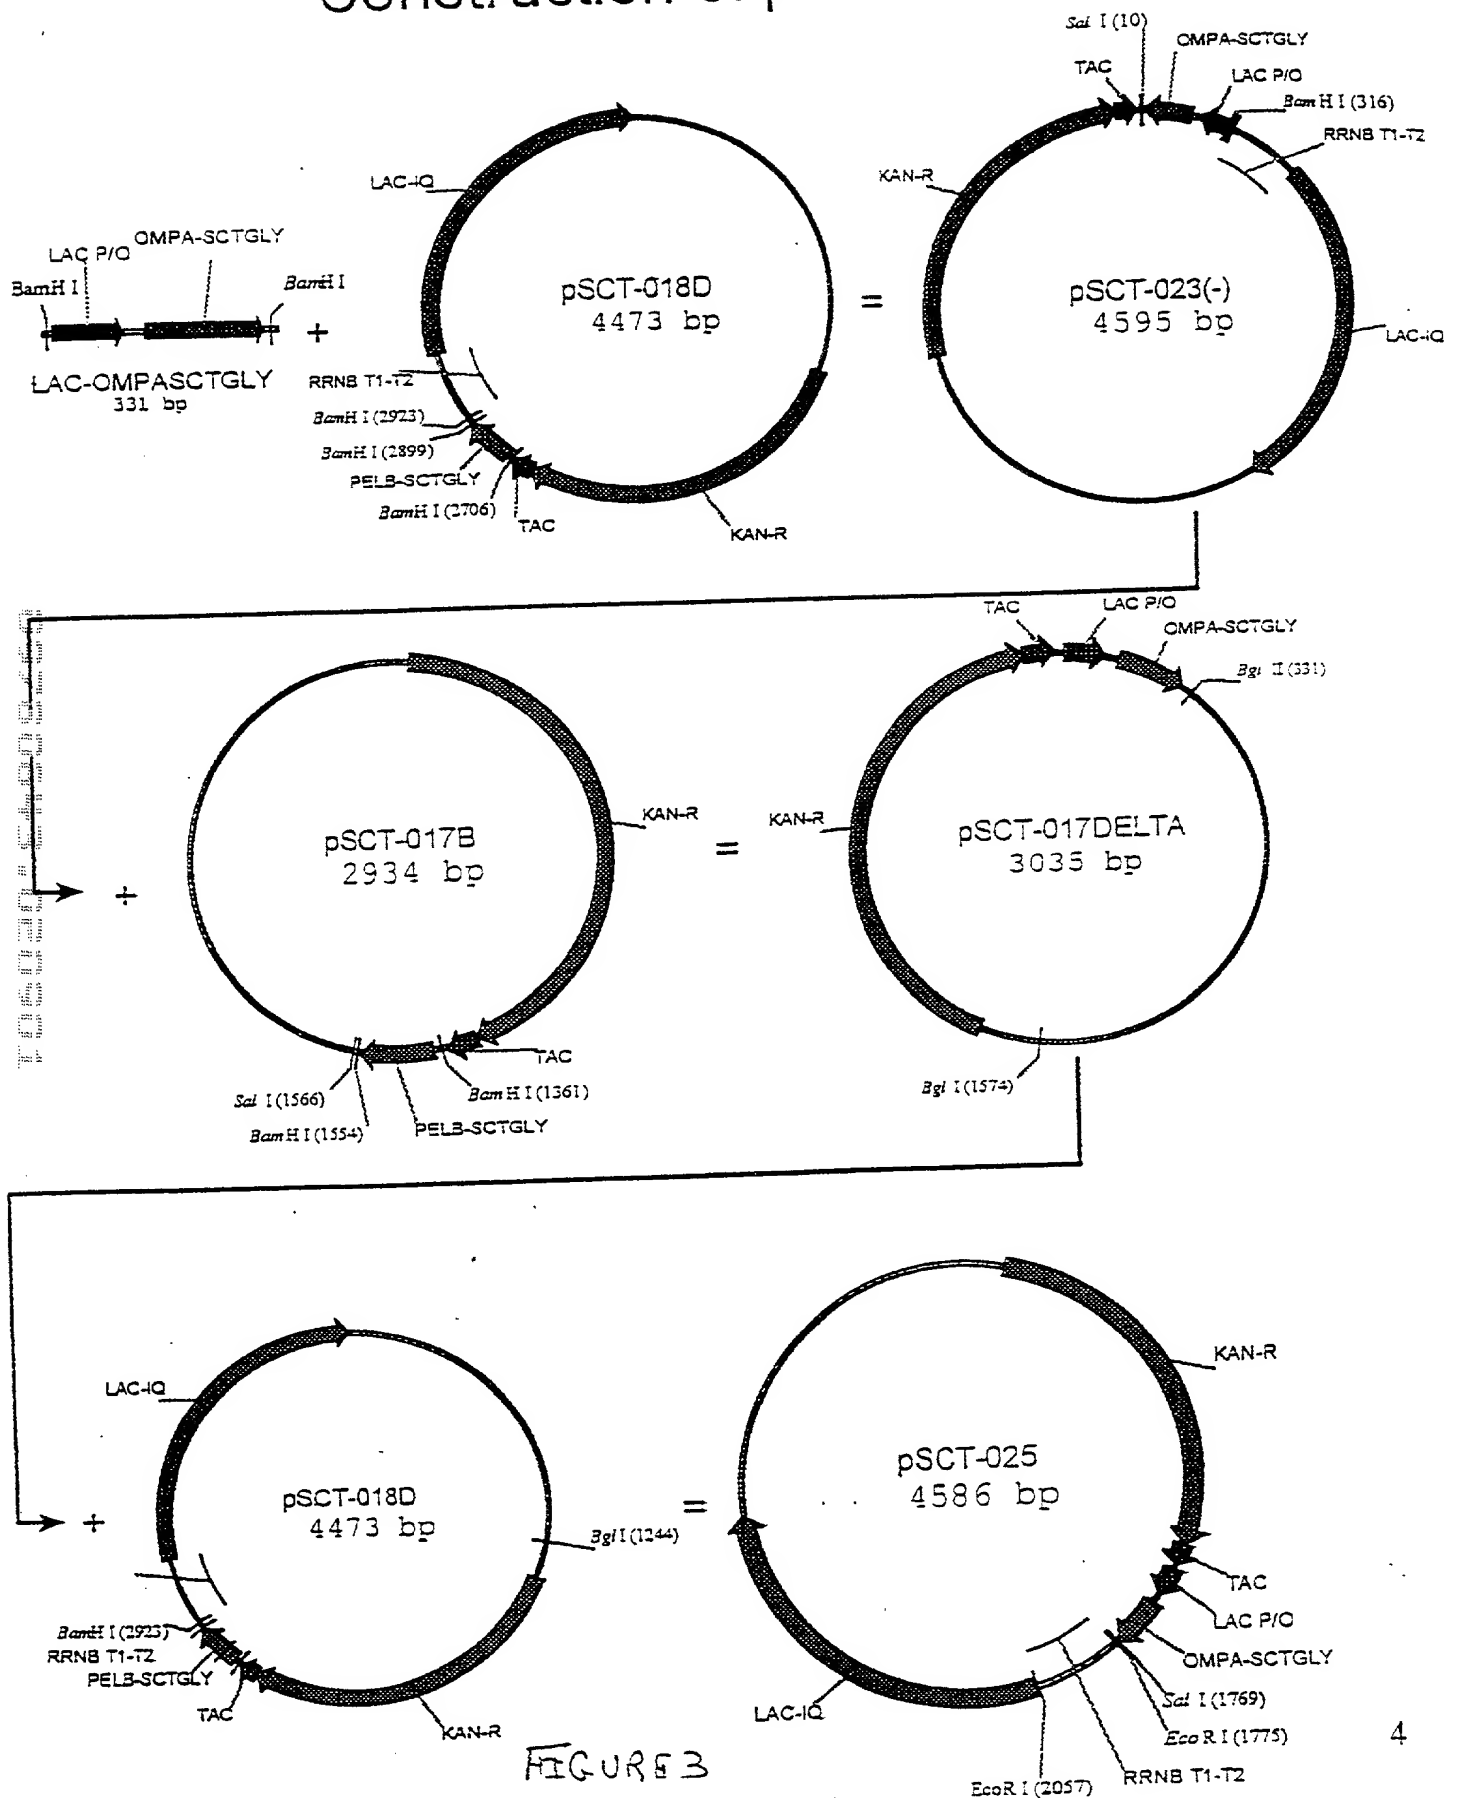 Construction of p
Sal I (10)
OMPA-SCTGLY
TAC
LAC P/O
BamH I (316)
RRNB T1-T2
KAN-R
LAC-IQ
pSCT-023(-)
4595 bp
LAC-IQ
pSCT-018D
4473 bp
=
LAC P/O
OMPA-SCTGLY
BamH I
BamH I
+
LAC-OMPASCTGLY
331 bp
RRNB T1-T2
BamH I (2923)
BamH I (2899)
PELB-SCTGLY
BamH I (2706)
TAC
KAN-R
TAC
LAC P/O
OMPA-SCTGLY
Bgl II (331)
KAN-R
pSCT-017B
2934 bp
=
KAN-R
pSCT-017DELTA
3035 bp
+
TAC
Sal I (1566)
BamH I (1361)
BamH I (1554)
PELB-SCTGLY
Bgl I (1574)
KAN-R
LAC-IQ
pSCT-018D
4473 bp
=
pSCT-025
4586 bp
+
Bgl I (1244)
TAC
LAC P/O
OMPA-SCTGLY
BamH I (2923)
RRNB T1-T2
PELB-SCTGLY
TAC
KAN-R
Sal I (1769)
LAC-IQ
EcoR I (1775)
RRNB T1-T2
EcoR I (2057)
FIGURE 3
4